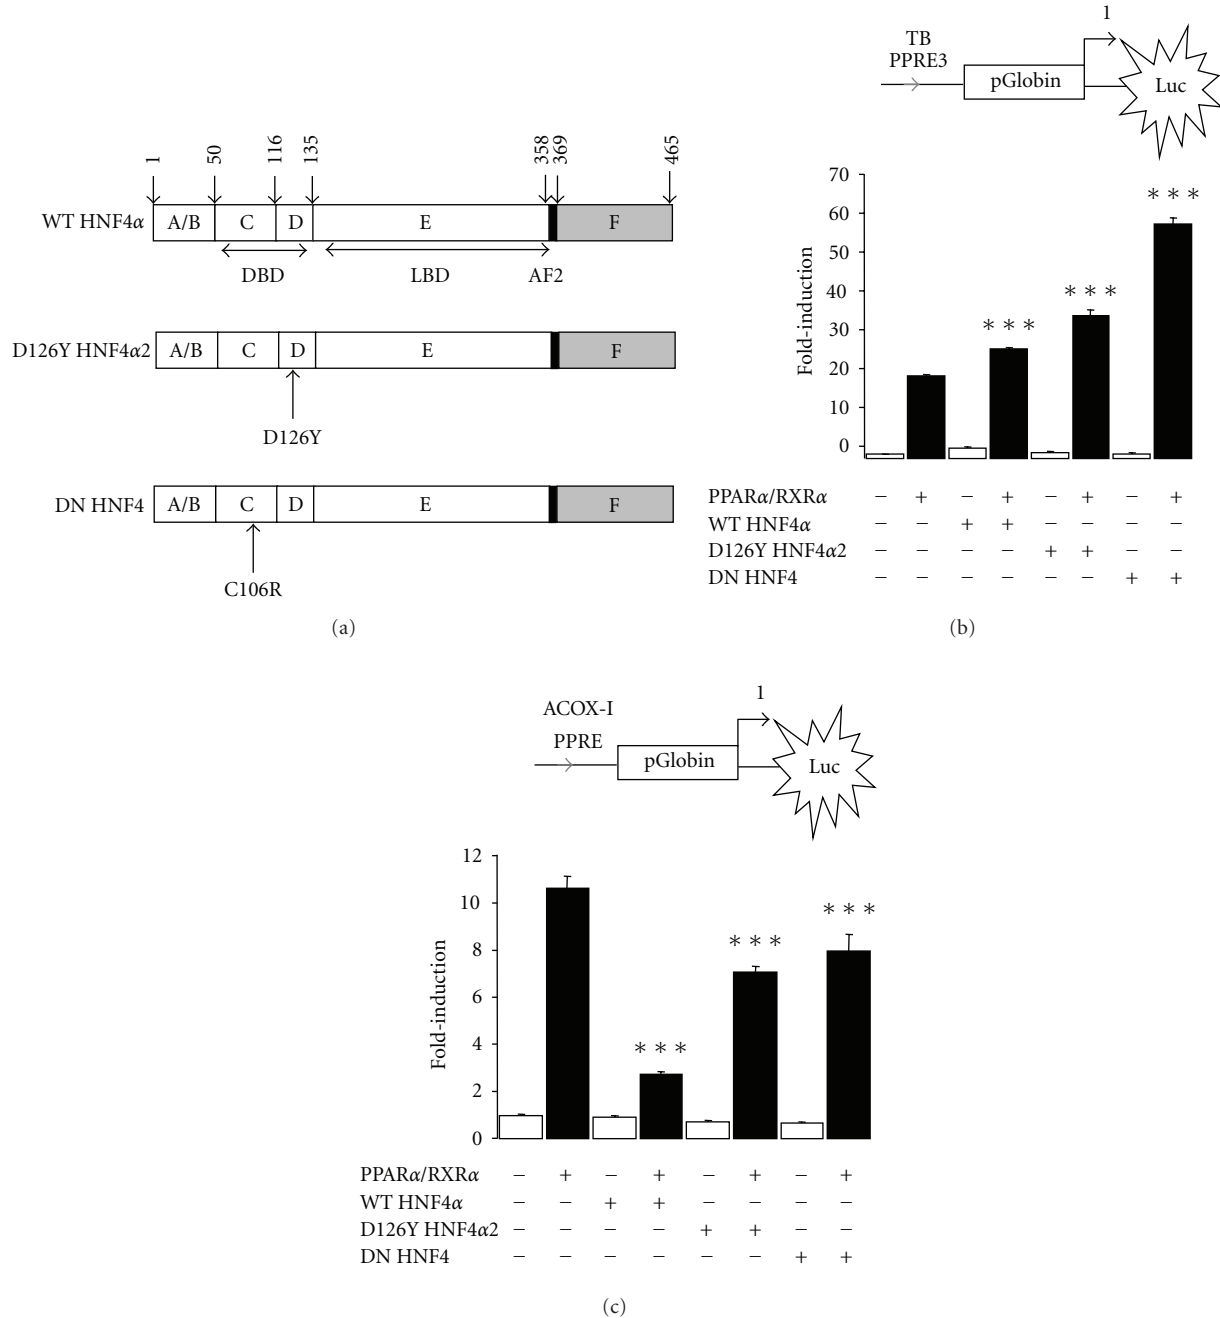 1 50 116 135 358 369 465
WT HNF4α A/B C D E F
DBD LBD AF2
D126Y HNF4α2 A/B C D E F
D126Y
DN HNF4 A/B C D E F
C106R
(a)
TB
PPRE3
pGlobin
1
Luc
Fold-induction
70
60
50
40
30
20
10
0
∗∗∗ ∗∗∗ ∗∗∗
PPARα/RXRα − + − + − + − +
WT HNF4α − − + + − − − −
D126Y HNF4α2 − − − − + + − −
DN HNF4 − − − − − − + +
(b)
ACOX-I
PPRE
pGlobin
1
Luc
Fold-induction
12
10
8
6
4
2
0
∗∗∗ ∗∗∗ ∗∗∗
PPARα/RXRα − + − + − + − +
WT HNF4α − − + + − − − −
D126Y HNF4α2 − − − − + + − −
DN HNF4 − − − − − − + +
(c)